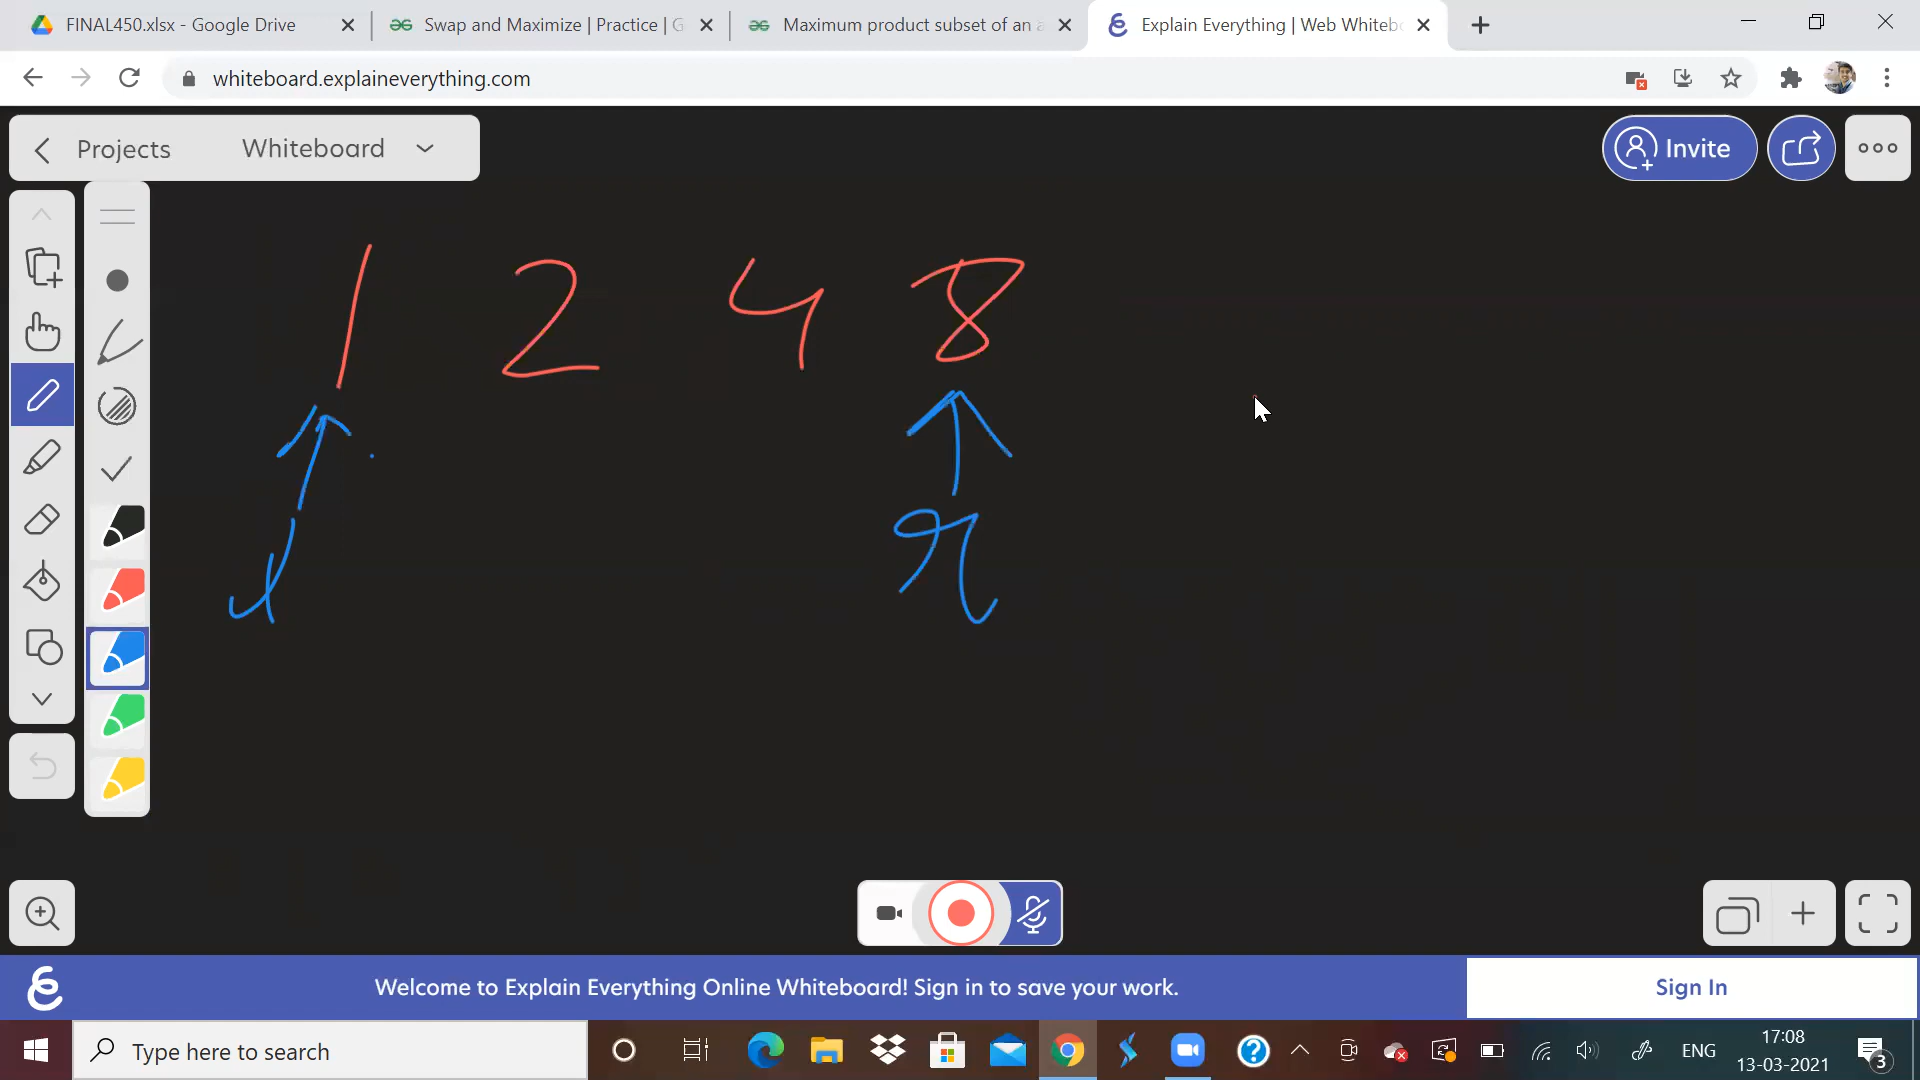 FINAL450.xlsx - Google Drive
Swap and Maximize | Practice | G
Maximum product subset of an a
Explain Everything | Web Whitebo
whiteboard.explaineverything.com
Projects
Whiteboard
Invite
1 2 4 8
l r
Welcome to Explain Everything Online Whiteboard! Sign in to save your work.
Sign In
Type here to search
ENG
17:08
13-03-2021
3